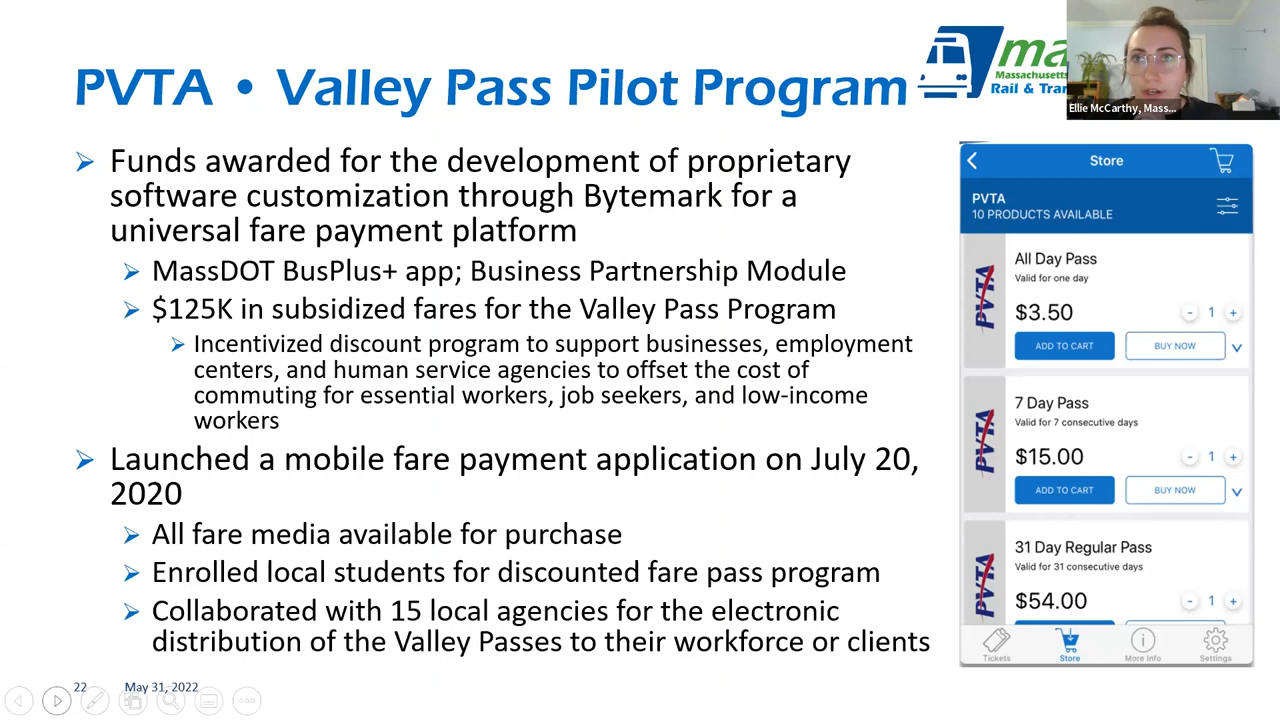 PVTA • Valley Pass Pilot Program
ma
Massachusetts
Rail & Tran
Ellie McCarthy, Mass...
Funds awarded for the development of proprietary
software customization through Bytemark for a
universal fare payment platform
MassDOT BusPlus+ app; Business Partnership Module
$125K in subsidized fares for the Valley Pass Program
Incentivized discount program to support businesses, employment
centers, and human service agencies to offset the cost of
commuting for essential workers, job seekers, and low-income
workers
Launched a mobile fare payment application on July 20,
2020
All fare media available for purchase
Enrolled local students for discounted fare pass program
Collaborated with 15 local agencies for the electronic
distribution of the Valley Passes to their workforce or clients
22 May 31, 2022
Store
PVTA
10 PRODUCTS AVAILABLE
PVTA
All Day Pass
Valid for one day
$3.50
- 1 +
ADD TO CART BUY NOW
PVTA
7 Day Pass
Valid for 7 consecutive days
$15.00
- 1 +
ADD TO CART BUY NOW
PVTA
31 Day Regular Pass
Valid for 31 consecutive days
$54.00
- 1 +
Tickets Store More Info Settings